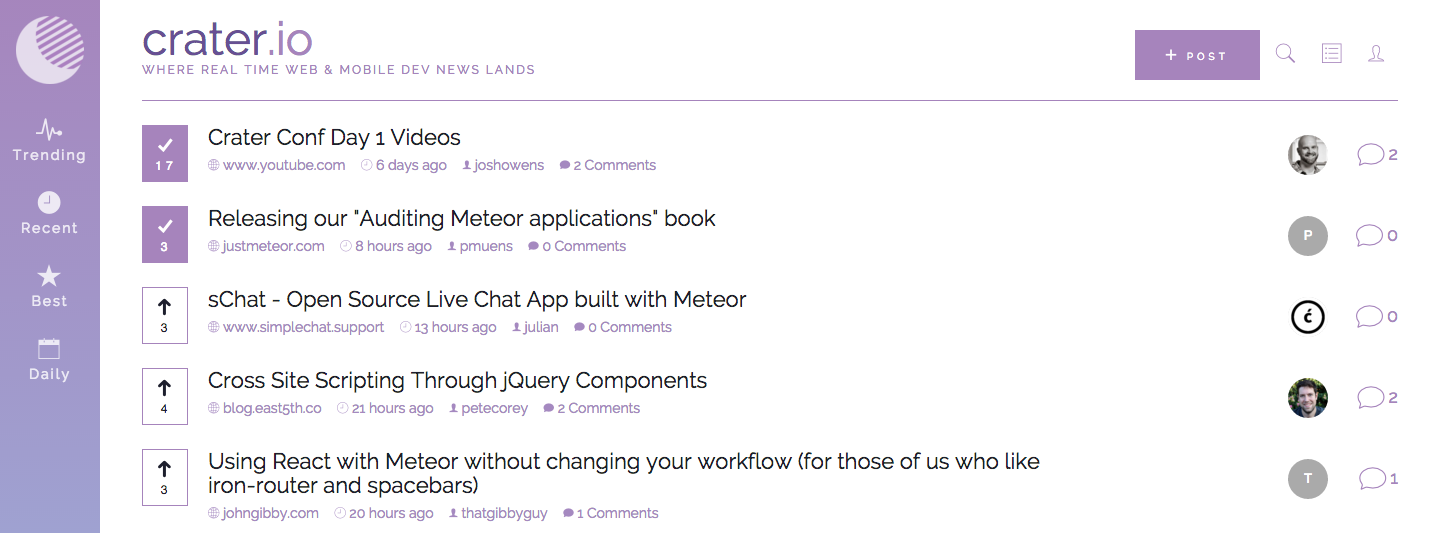 crater.io
WHERE REAL TIME WEB & MOBILE DEV NEWS LANDS
+ POST
Trending
Recent
Best
Daily
17
Crater Conf Day 1 Videos
www.youtube.com 6 days ago joshowens 2 Comments
2
3
Releasing our "Auditing Meteor applications" book
justmeteor.com 8 hours ago pmuens 0 Comments
P
0
3
sChat - Open Source Live Chat App built with Meteor
www.simplechat.support 13 hours ago julian 0 Comments
ć
0
4
Cross Site Scripting Through jQuery Components
blog.east5th.co 21 hours ago petecorey 2 Comments
2
3
Using React with Meteor without changing your workflow (for those of us who like
iron-router and spacebars)
johngibby.com 20 hours ago thatgibbyguy 1 Comments
T
1